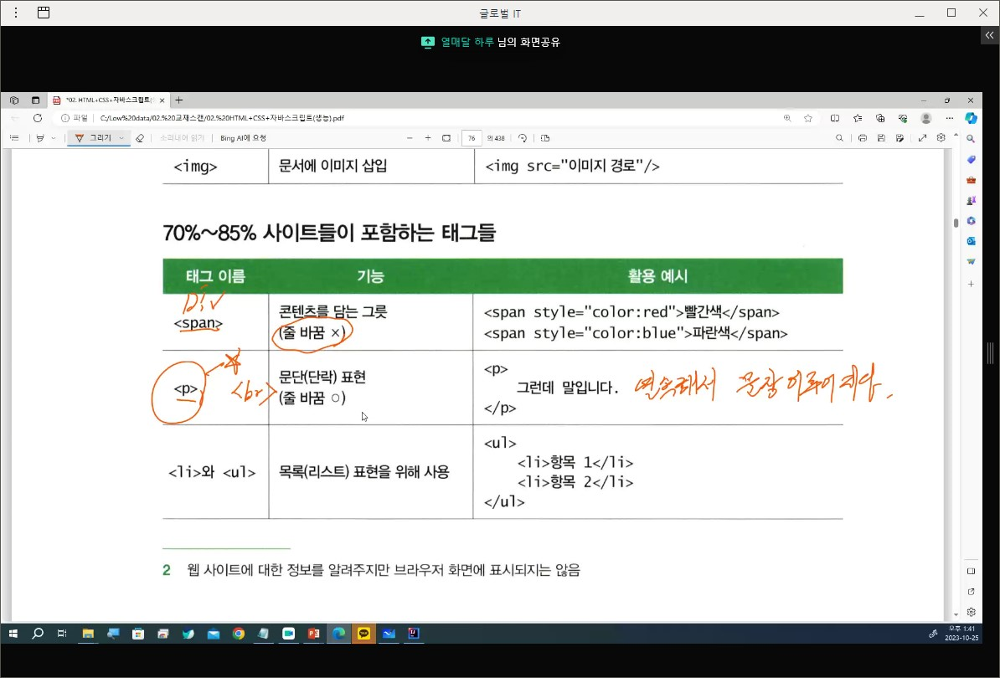 글로벌 IT
열매달 하루 님의 화면공유
*02. HTML+CSS+자바스크립트(
파일 C:/Low%20data/02.%20교재스캔/02.%20HTML+CSS+자바스크립트(생능).pdf
그리기 소리내어 읽기 Bing AI에 요청 76 의 438
<img> 문서에 이미지 삽입 <img src="이미지 경로"/>
70%~85% 사이트들이 포함하는 태그들
태그 이름 기능 활용 예시
Div
<span>
콘텐츠를 담는 그릇
(줄 바꿈 ×)
<span style="color:red">빨간색</span>
<span style="color:blue">파란색</span>
<p>
<br>
문단(단락) 표현
(줄 바꿈 ○)
<p>
그런데 말입니다. 연속해서 문장 이루어지다.
</p>
<li>와 <ul>
목록(리스트) 표현을 위해 사용
<ul>
<li>항목 1</li>
<li>항목 2</li>
</ul>
2 웹 사이트에 대한 정보를 알려주지만 브라우저 화면에 표시되지는 않음
오후 1:41
2023-10-25